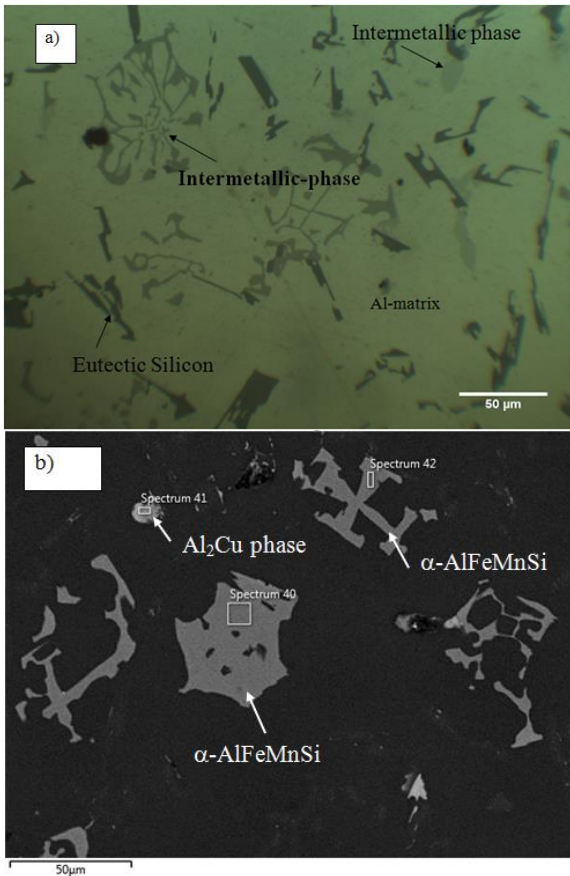 a)
Intermetallic phase
Intermetallic-phase
Al-matrix
Eutectic Silicon
50 µm
b)
Spectrum 42
Spectrum 41
Al₂Cu phase
α-AlFeMnSi
Spectrum 40
α-AlFeMnSi
50µm